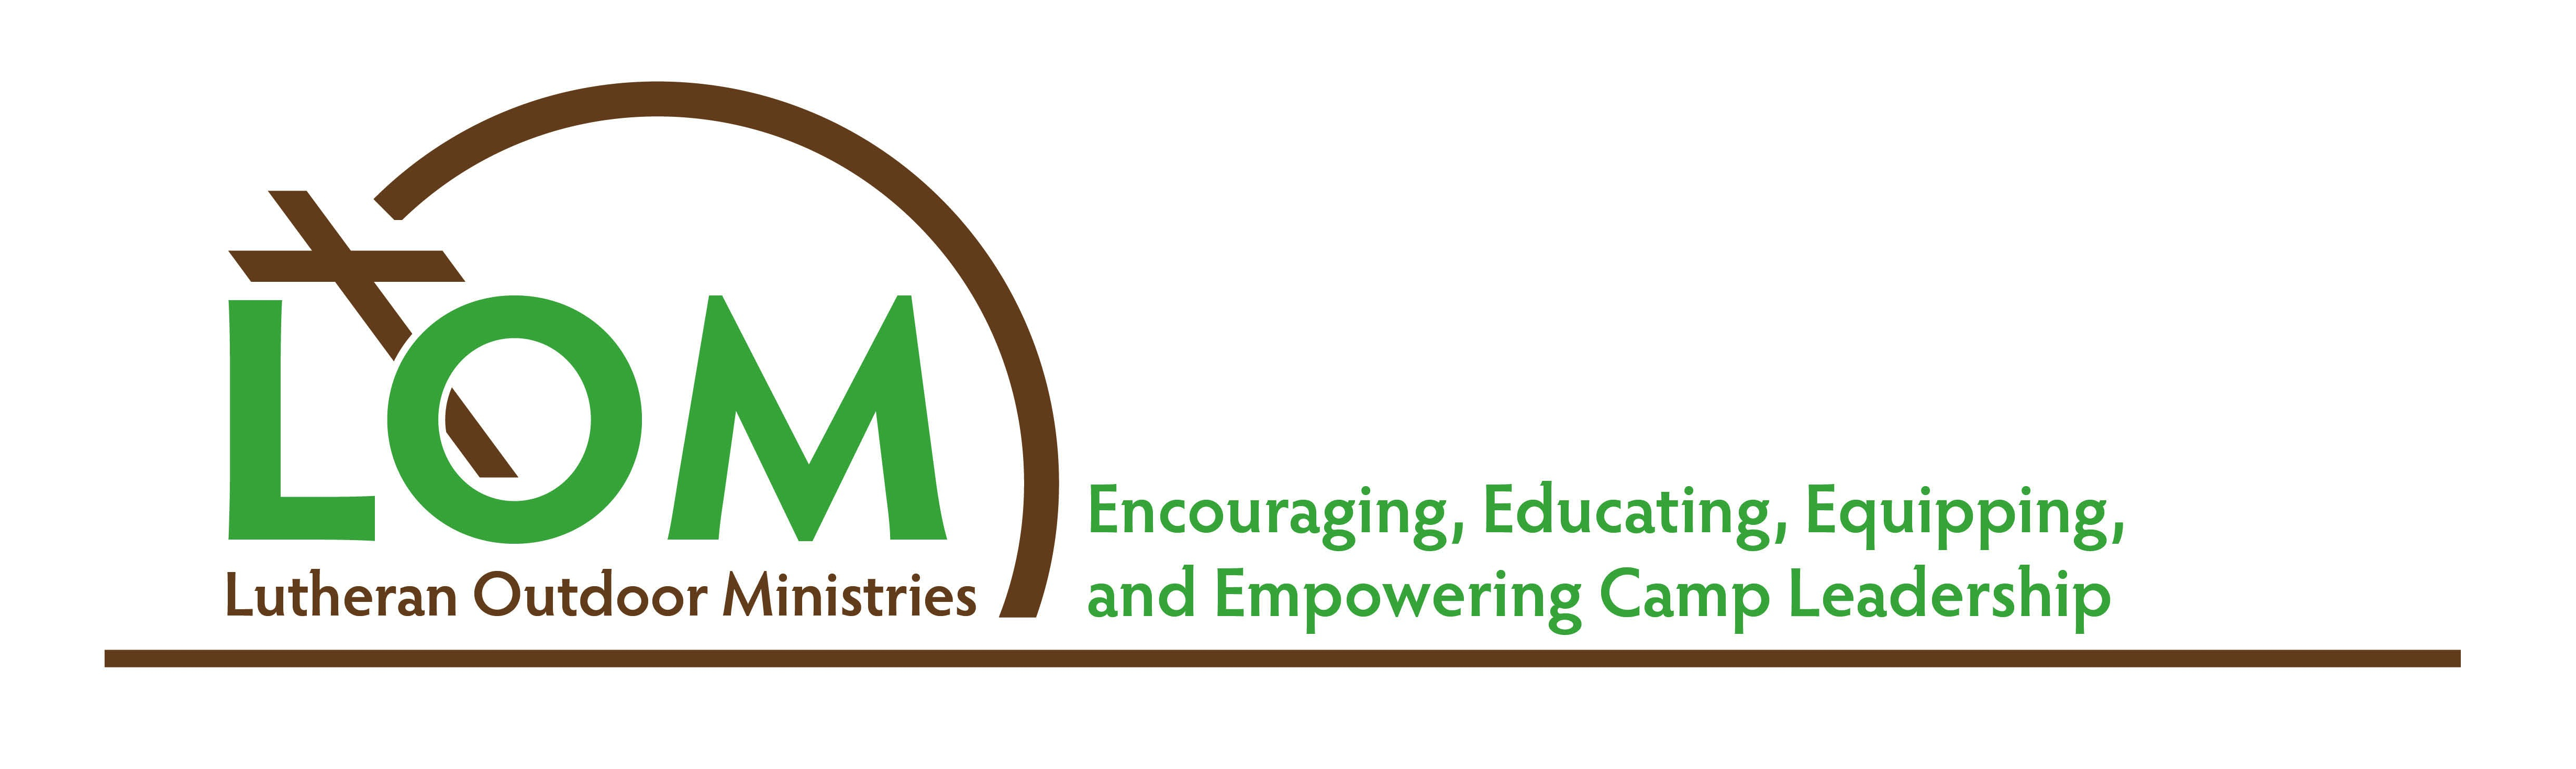 LOM
Lutheran Outdoor Ministries
Encouraging, Educating, Equipping,
and Empowering Camp Leadership